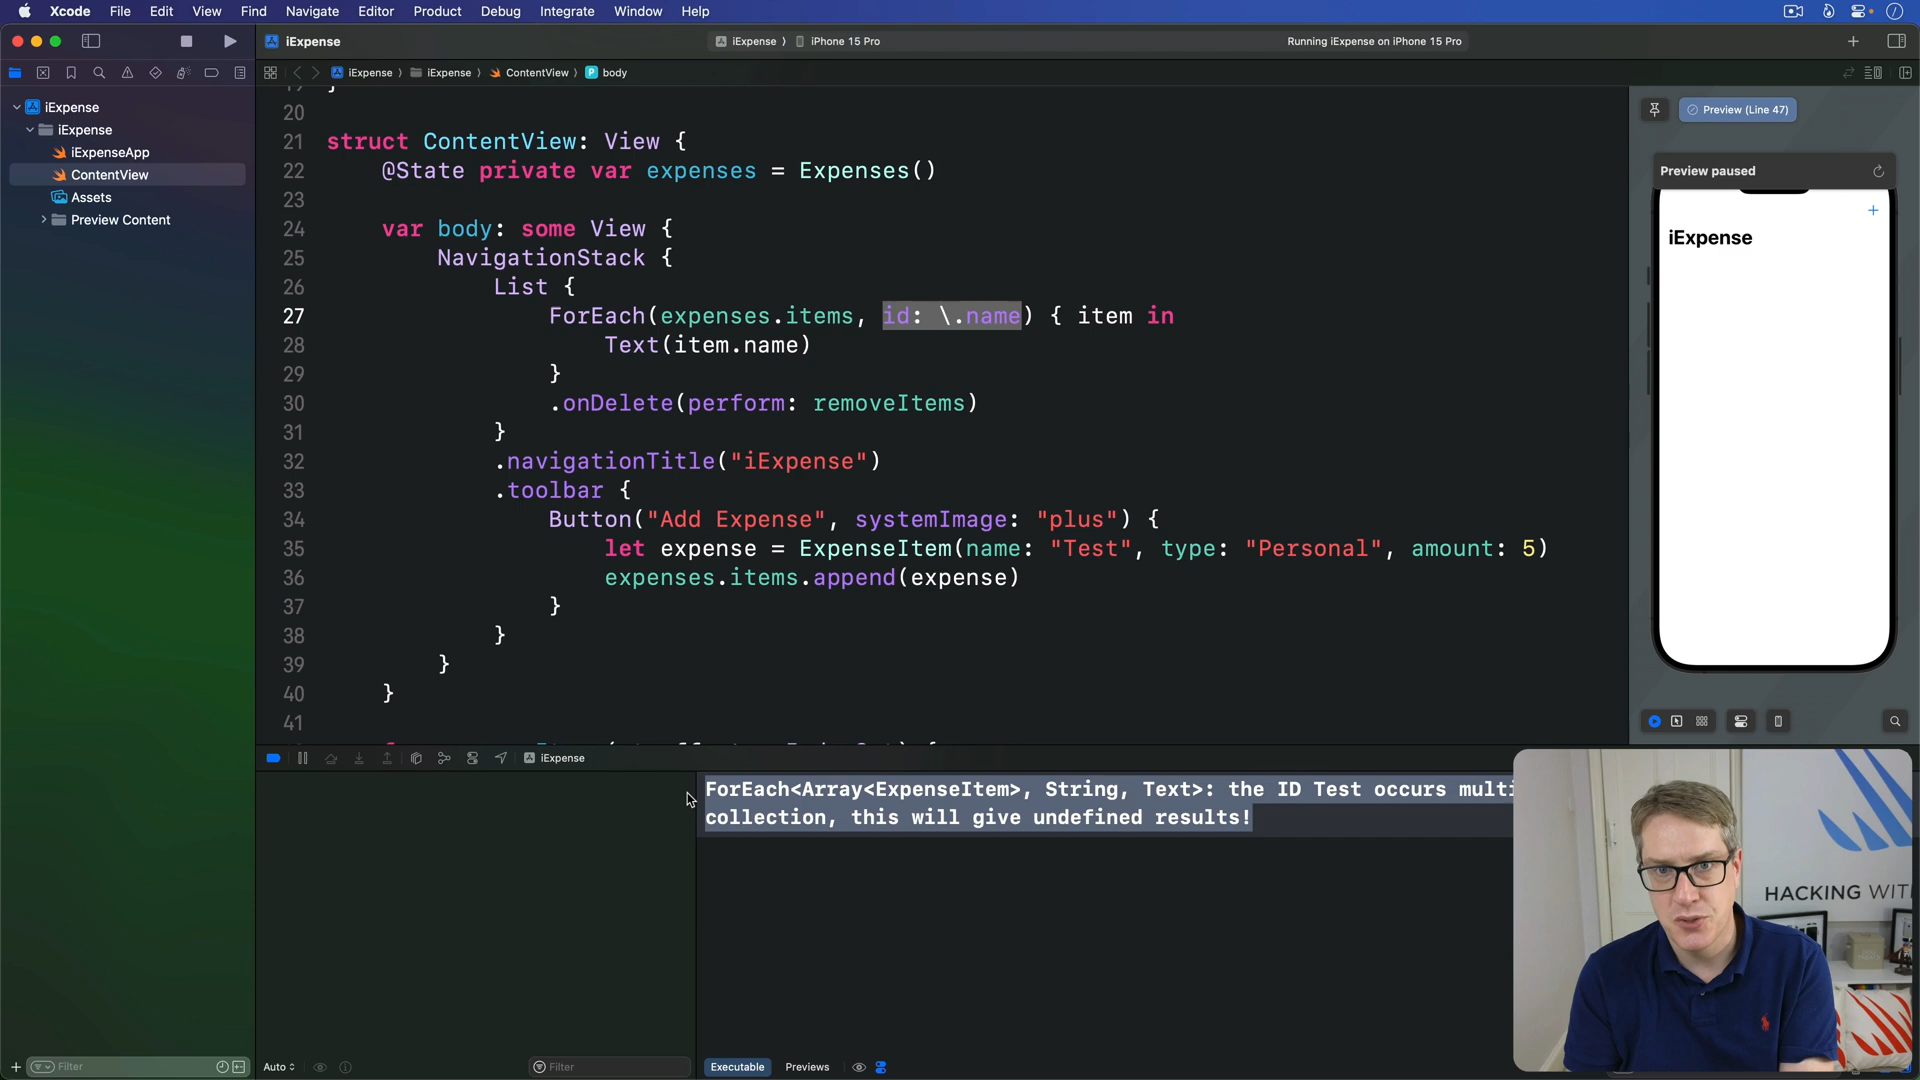 Xcode File Edit View Find Navigate Editor Product Debug Integrate Window Help
iExpense
iExpense 〉 iPhone 15 Pro
Running iExpense on iPhone 15 Pro
iExpense 〉 iExpense 〉 ContentView 〉 P body
iExpense
iExpense
iExpenseApp
ContentView
Assets
Preview Content
20
21 struct ContentView: View {
22 @State private var expenses = Expenses()
23
24 var body: some View {
25 NavigationStack {
26 List {
27 ForEach(expenses.items, id: \.name) { item in
28 Text(item.name)
29 }
30 .onDelete(perform: removeItems)
31 }
32 .navigationTitle("iExpense")
33 .toolbar {
34 Button("Add Expense", systemImage: "plus") {
35 let expense = ExpenseItem(name: "Test", type: "Personal", amount: 5)
36 expenses.items.append(expense)
37 }
38 }
39 }
40 }
41
Preview (Line 47)
Preview paused
iExpense
iExpense
ForEach<Array<ExpenseItem>, String, Text>: the ID Test occurs multi
collection, this will give undefined results!
HACKING WIT
Filter
Auto
Filter
Executable Previews